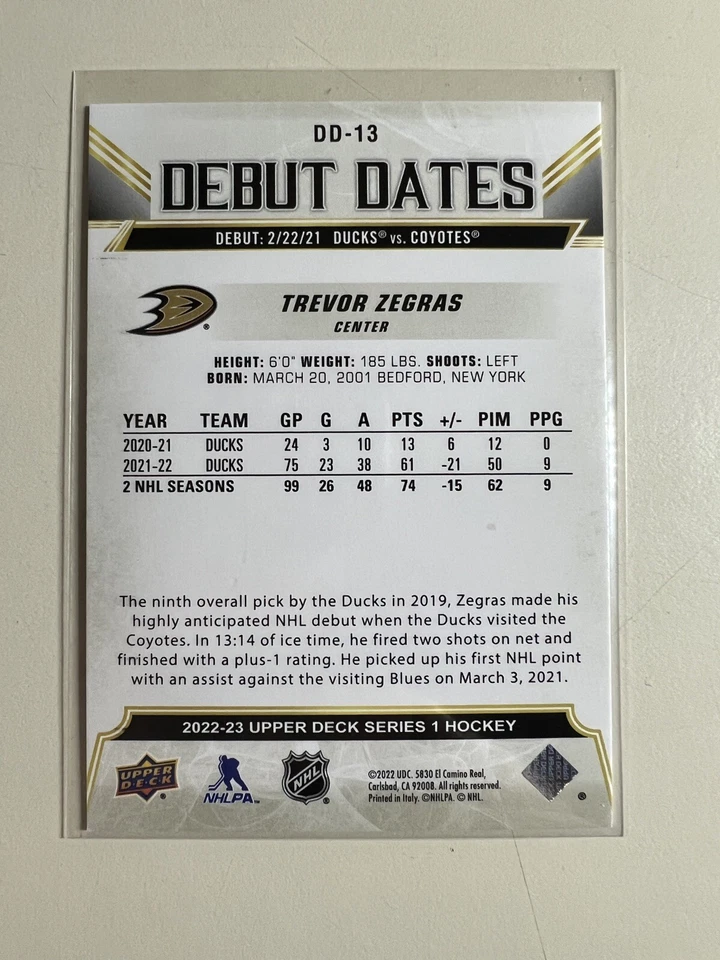 DD-13
DEBUT DATES
DEBUT: 2/22/21 DUCKS® vs. COYOTES®
TREVOR ZEGRAS
CENTER
HEIGHT: 6'0" WEIGHT: 185 LBS. SHOOTS: LEFT
BORN: MARCH 20, 2001 BEDFORD, NEW YORK
YEAR TEAM GP G A PTS +/- PIM PPG
2020-21 DUCKS 24 3 10 13 6 12 0
2021-22 DUCKS 75 23 38 61 -21 50 9
2 NHL SEASONS 99 26 48 74 -15 62 9
The ninth overall pick by the Ducks in 2019, Zegras made his
highly anticipated NHL debut when the Ducks visited the
Coyotes. In 13:14 of ice time, he fired two shots on net and
finished with a plus-1 rating. He picked up his first NHL point
with an assist against the visiting Blues on March 3, 2021.
2022-23 UPPER DECK SERIES 1 HOCKEY
UPPER DECK ®
NHLPA™
NHL ®
©2022 UDC. 5830 El Camino Real,
Carlsbad, CA 92008. All rights reserved.
Printed in Italy. ©NHLPA. © NHL.
®